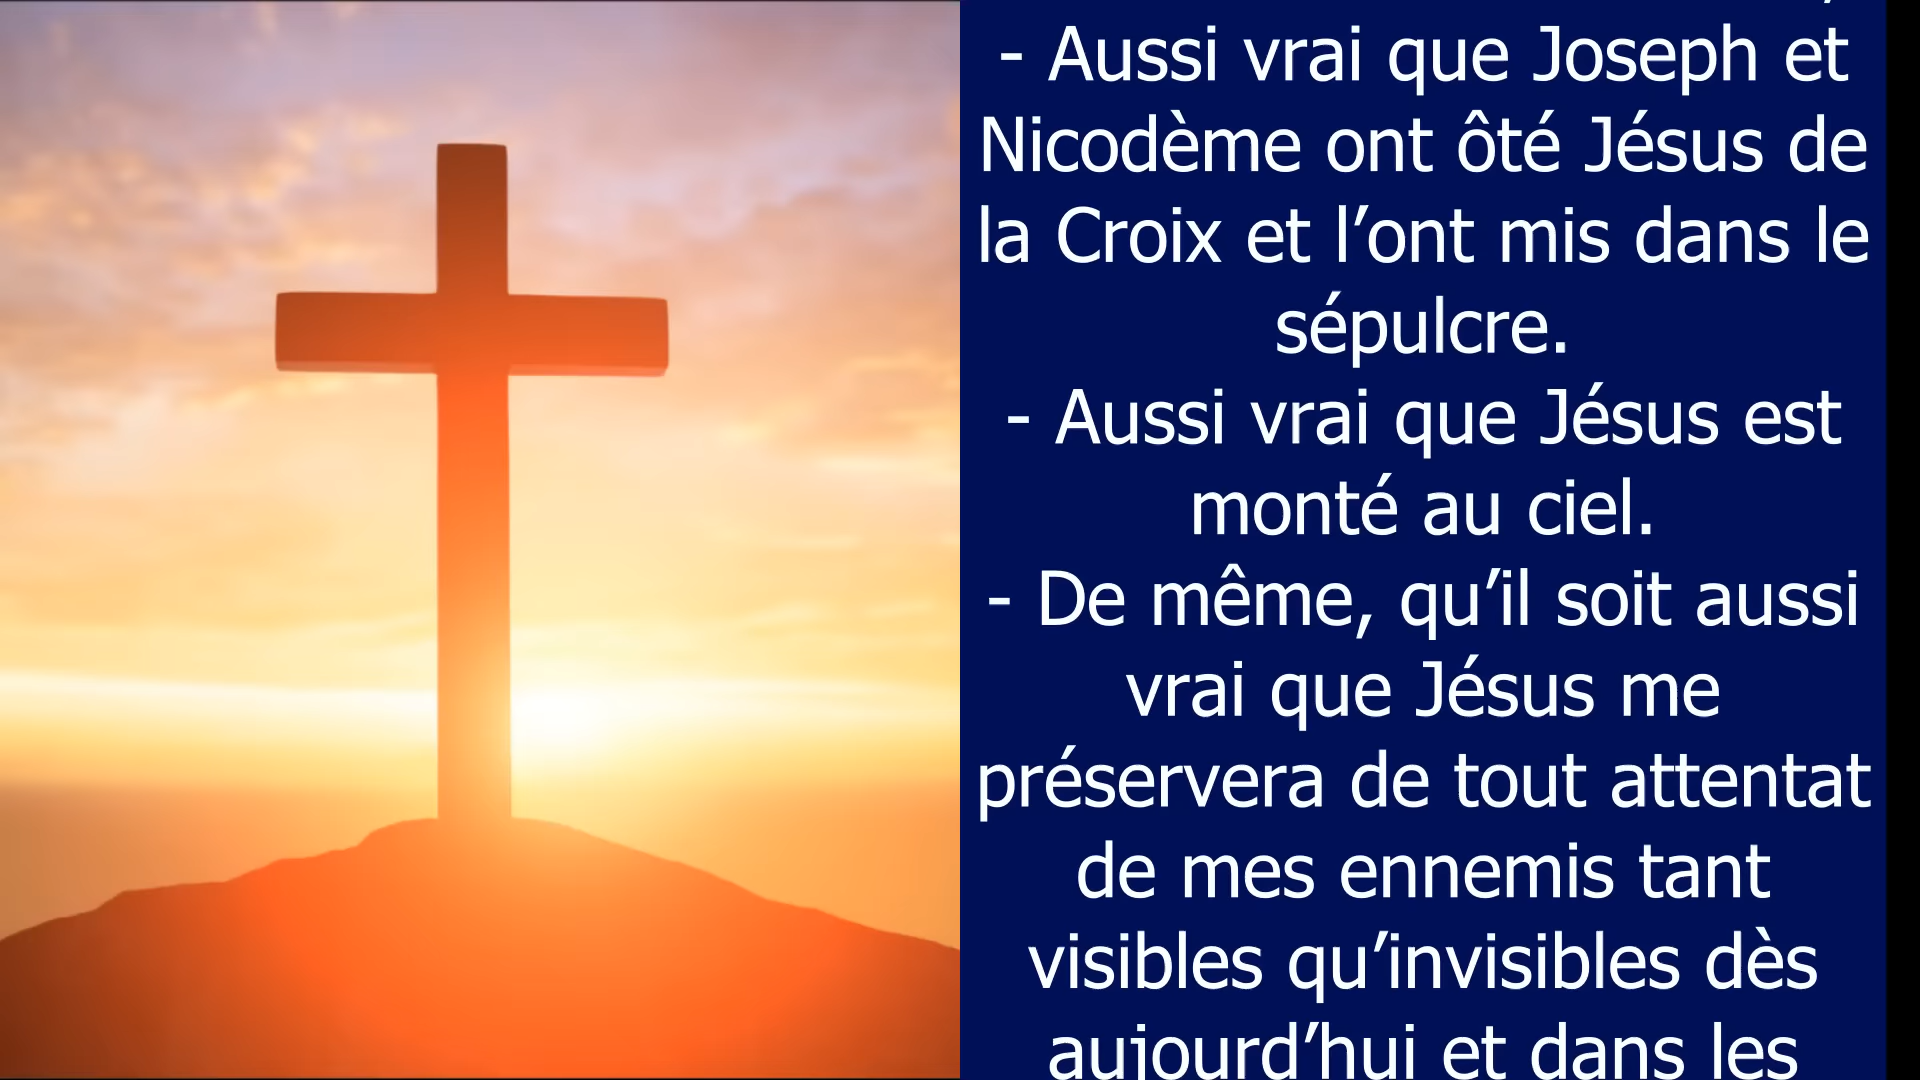 - Aussi vrai que Joseph et
Nicodème ont ôté Jésus de
la Croix et l’ont mis dans le
sépulcre.
- Aussi vrai que Jésus est
monté au ciel.
- De même, qu’il soit aussi
vrai que Jésus me
préservera de tout attentat
de mes ennemis tant
visibles qu’invisibles dès
aujourd’hui et dans les